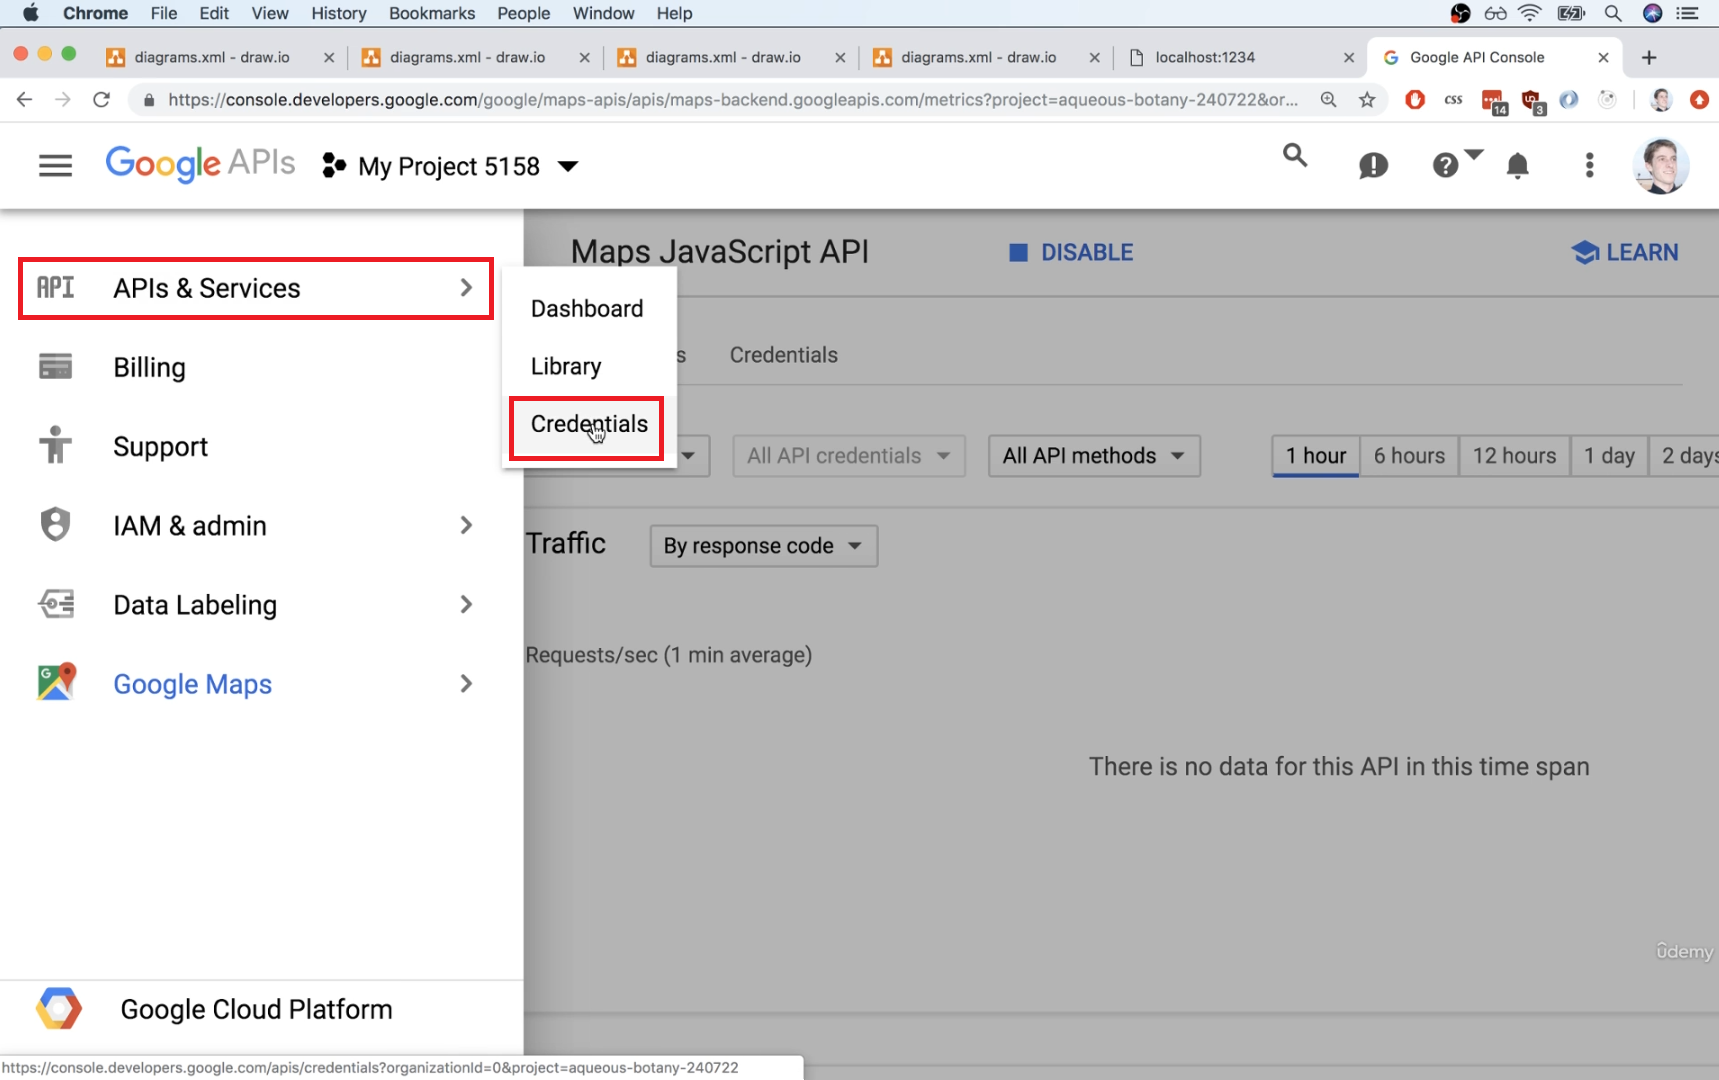 Chrome File Edit View History Bookmarks People Window Help
diagrams.xml - draw.io diagrams.xml - draw.io diagrams.xml - draw.io diagrams.xml - draw.io localhost:1234 Google API Console
https://console.developers.google.com/google/maps-apis/apis/maps-backend.googleapis.com/metrics?project=aqueous-botany-240722&or... css 14 3
Google APIs My Project 5158
API APIs & Services
Billing
Support
IAM & admin
Data Labeling
Google Maps
Google Cloud Platform
Dashboard
Library
Credentials
Maps JavaScript API DISABLE LEARN
s Credentials
All API credentials All API methods 1 hour 6 hours 12 hours 1 day 2 days
Traffic By response code
Requests/sec (1 min average)
There is no data for this API in this time span
ûdemy
https://console.developers.google.com/apis/credentials?organizationId=0&project=aqueous-botany-240722